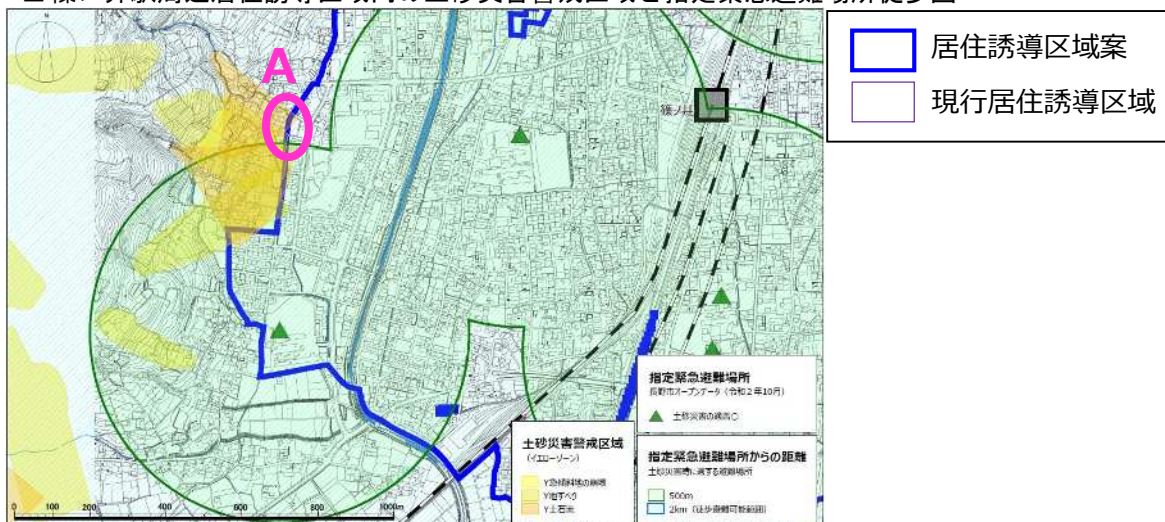 居住誘導区域案
現行居住誘導区域
A
N
篠ノ井
指定緊急避難場所
長野市オープンデータ(令和2年10月)
土砂災害の適否○
土砂災害警戒区域
(イエローゾーン)
Y急傾斜地の崩壊
Y地すべり
Y土石流
指定緊急避難場所からの距離
土砂災害時に適する避難場所
500m
2km(徒歩避難可能範囲)
0 200 400 600 800 1000m